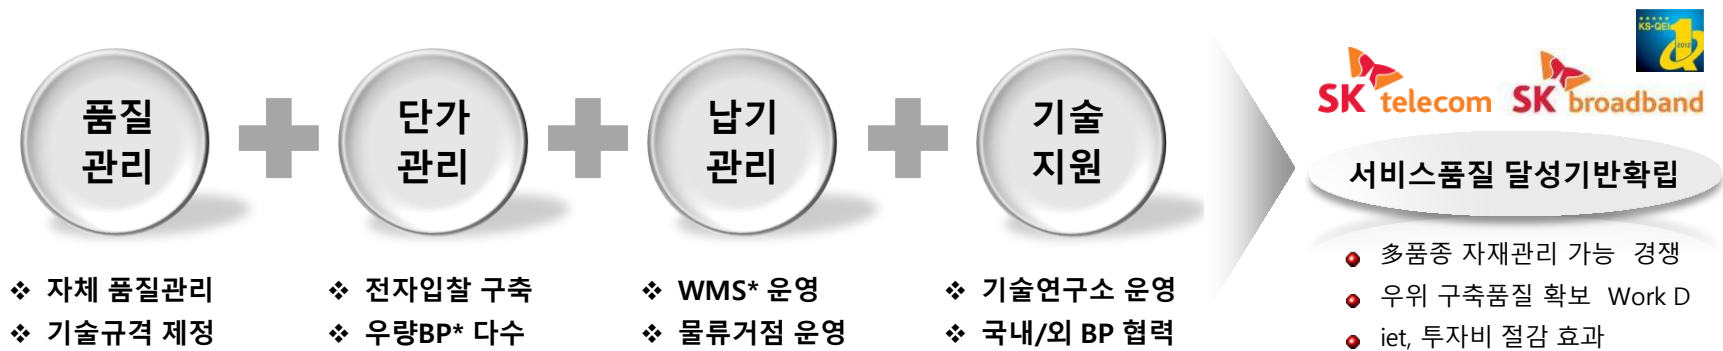 품질
관리
단가
관리
납기
관리
기술
지원
KS-QEI
2012
SK telecom
SK broadband
서비스품질 달성기반확립
자체 품질관리
기술규격 제정
전자입찰 구축
우량BP* 다수
WMS* 운영
물류거점 운영
기술연구소 운영
국내/외 BP 협력
多품종 자재관리 가능 경쟁
우위 구축품질 확보 Work D
iet, 투자비 절감 효과